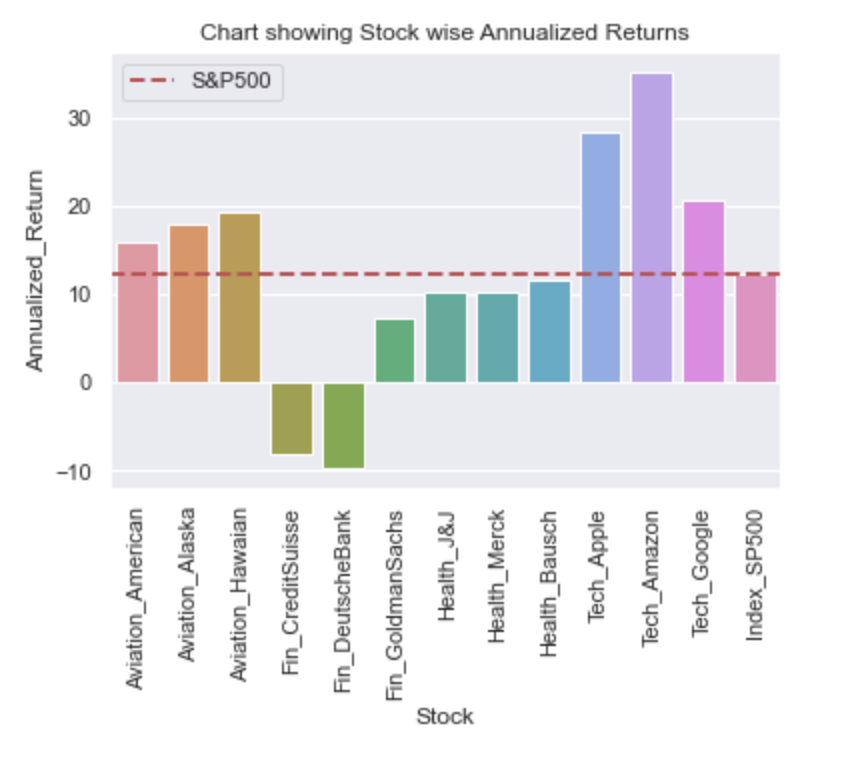 Chart showing Stock wise Annualized Returns
S&P500
Annualized_Return
30
20
10
0
−10
Aviation_American
Aviation_Alaska
Aviation_Hawaian
Fin_CreditSuisse
Fin_DeutscheBank
Fin_GoldmanSachs
Health_J&J
Health_Merck
Health_Bausch
Tech_Apple
Tech_Amazon
Tech_Google
Index_SP500
Stock